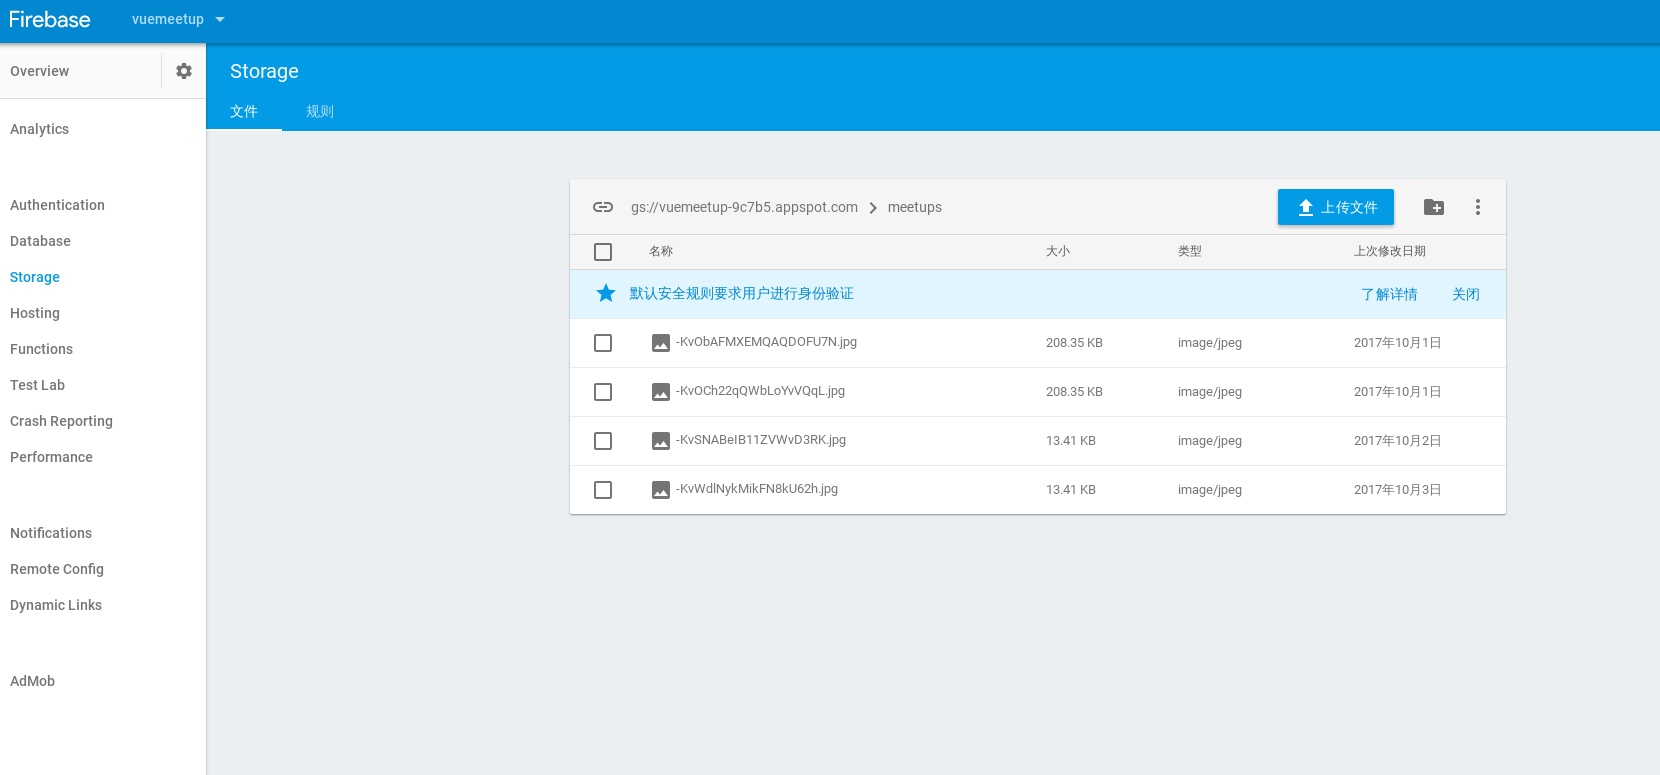 Firebase
vuemeetup
Overview
Storage
文件 规则
Analytics
Authentication
Database
Storage
Hosting
Functions
Test Lab
Crash Reporting
Performance
Notifications
Remote Config
Dynamic Links
AdMob
gs://vuemeetup-9c7b5.appspot.com meetups 上传文件
名称 大小 类型 上次修改日期
默认安全规则要求用户进行身份验证 了解详情 关闭
-KvObAFMXEMQAQDOFU7N.jpg 208.35 KB image/jpeg 2017年10月1日
-KvOCh22qQWbLoYvVQqL.jpg 208.35 KB image/jpeg 2017年10月1日
-KvSNABeIB11ZVWvD3RK.jpg 13.41 KB image/jpeg 2017年10月2日
-KvWdlNykMikFN8kU62h.jpg 13.41 KB image/jpeg 2017年10月3日